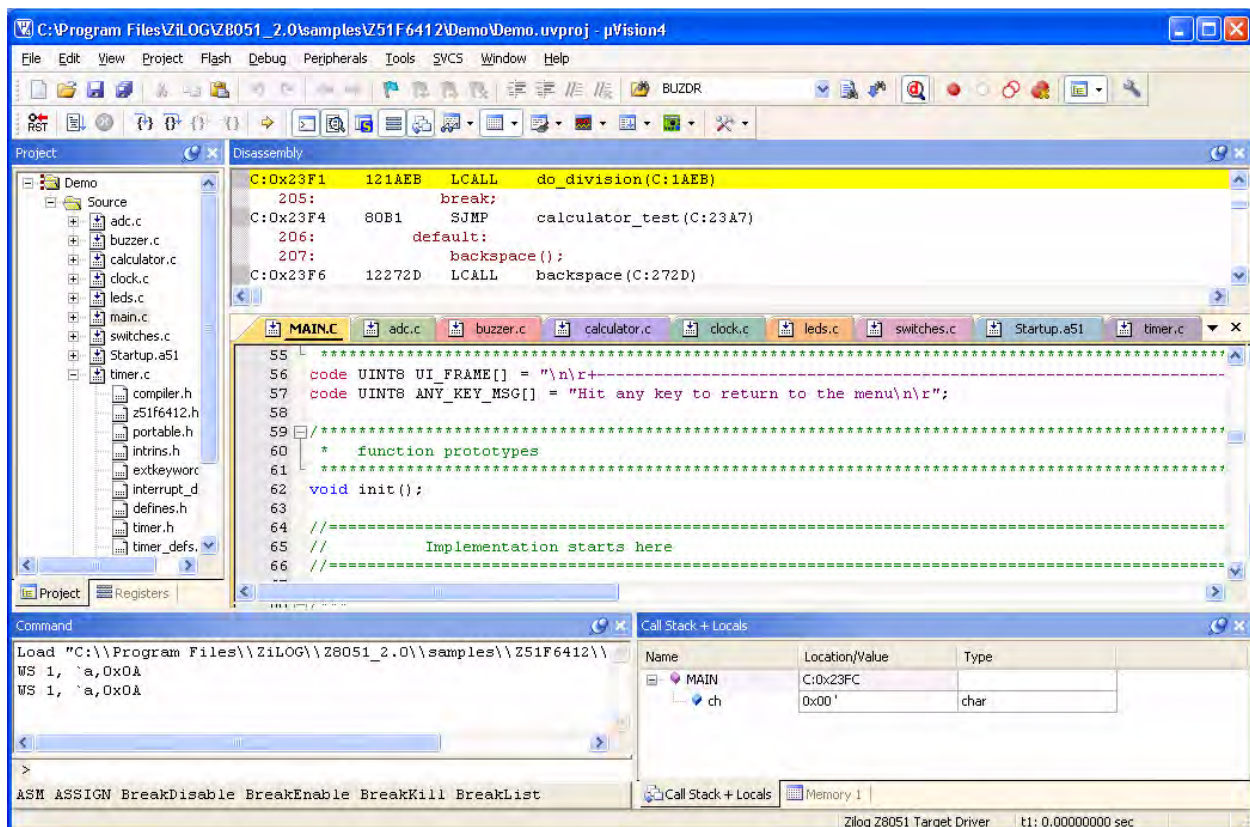 C:\Program Files\ZiLOG\Z8051_2.0\samples\Z51F6412\Demo\Demo.uvproj - µVision4
File Edit View Project Flash Debug Peripherals Tools SVCS Window Help
BUZDR
RST
Project
Demo
Source
adc.c
buzzer.c
calculator.c
clock.c
leds.c
main.c
switches.c
Startup.a51
timer.c
compiler.h
z51f6412.h
portable.h
intrins.h
extkeyworc
interrupt_d
defines.h
timer.h
timer_defs.
Project Registers
Disassembly
C:0x23F1 121AEB LCALL do_division(C:1AEB)
205: break;
C:0x23F4 80B1 SJMP calculator_test(C:23A7)
206: default:
207: backspace();
C:0x23F6 12272D LCALL backspace(C:272D)
MAIN.C adc.c buzzer.c calculator.c clock.c leds.c switches.c Startup.a51 timer.c
55
56 code UINT8 UI_FRAME[] = "\n\r+-----------------------------------------------------
57 code UINT8 ANY_KEY_MSG[] = "Hit any key to return to the menu\n\r";
58
59 /****************************************************************************
60 * function prototypes
61 ****************************************************************************
62 void init();
63
64 //===========================================================================
65 // Implementation starts here
66 //===========================================================================
Command
Load "C:\\Program Files\\ZiLOG\\Z8051_2.0\\samples\\Z51F6412\\
WS 1, `a,0x0A
WS 1, `a,0x0A
>
ASM ASSIGN BreakDisable BreakEnable BreakKill BreakList
Call Stack + Locals
Name Location/Value Type
MAIN C:0x23FC
ch 0x00 ' char
Call Stack + Locals Memory 1
Zilog Z8051 Target Driver t1: 0.00000000 sec